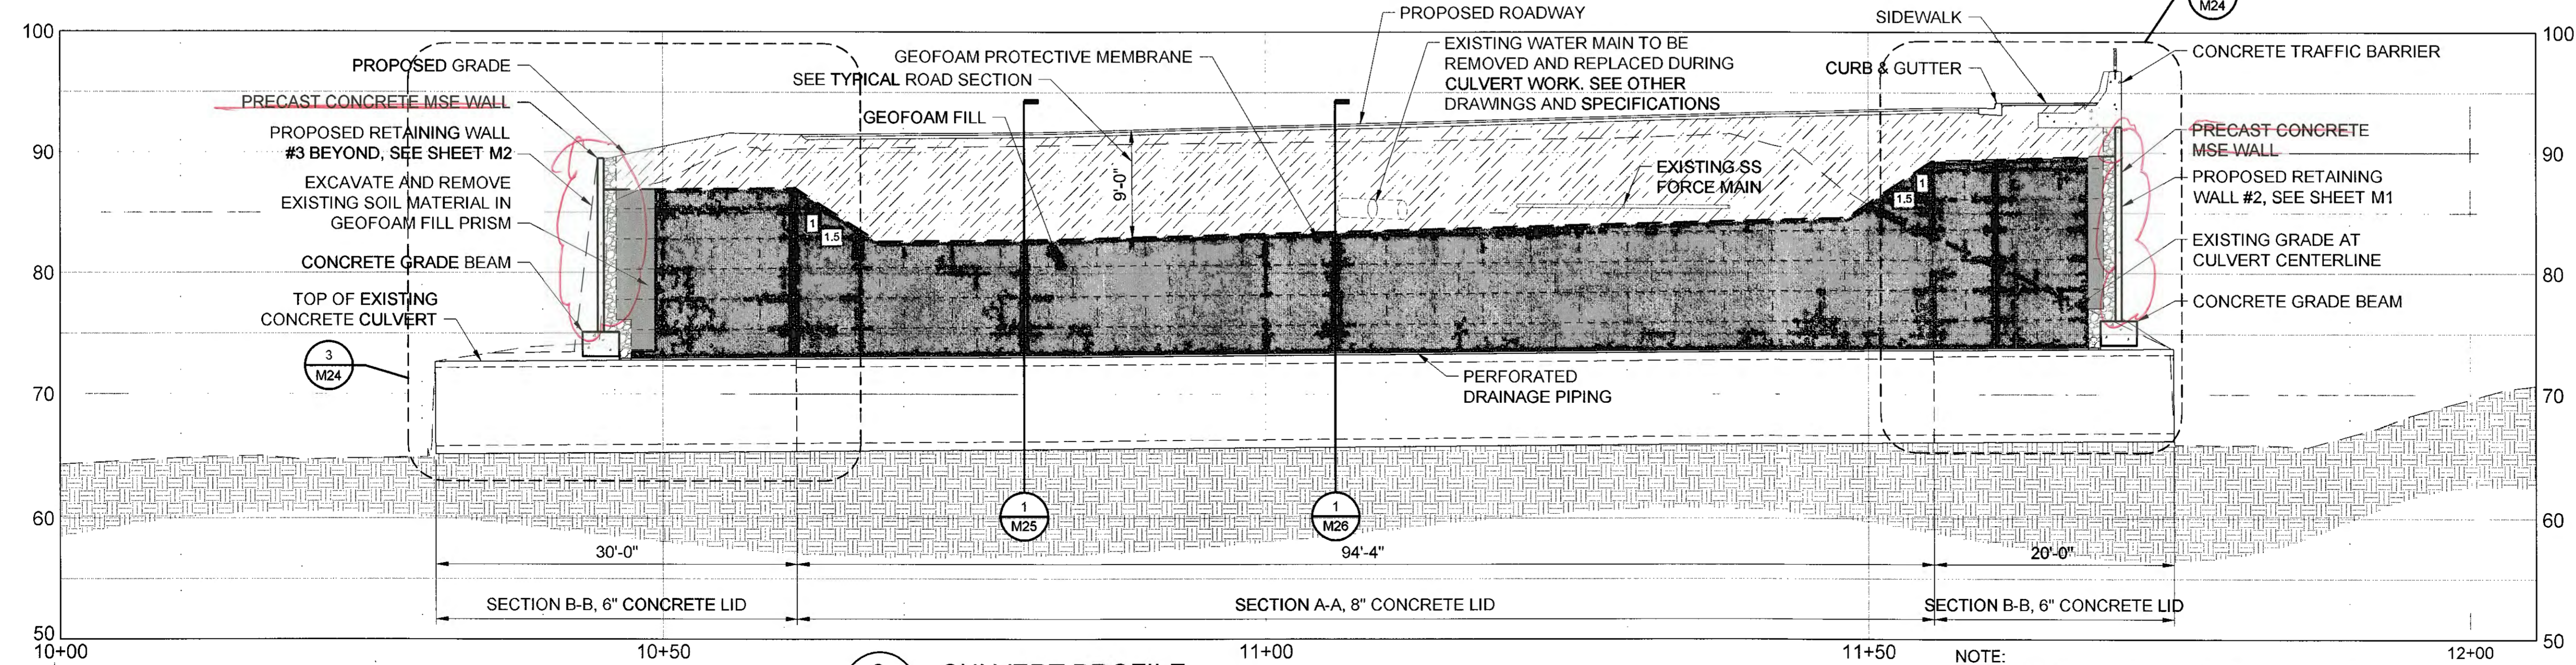 100
PROPOSED GRADE
PRECAST CONCRETE MSE WALL
PROPOSED RETAINING WALL
#3 BEYOND, SEE SHEET M2
EXCAVATE AND REMOVE
EXISTING SOIL MATERIAL IN
GEOFOAM FILL PRISM
CONCRETE GRADE BEAM
TOP OF EXISTING
CONCRETE CULVERT
GEOFOAM PROTECTIVE MEMBRANE
SEE TYPICAL ROAD SECTION
GEOFOAM FILL
PROPOSED ROADWAY
EXISTING WATER MAIN TO BE
REMOVED AND REPLACED DURING
CULVERT WORK. SEE OTHER
DRAWINGS AND SPECIFICATIONS
EXISTING SS
FORCE MAIN
9'-0"
SIDEWALK
CURB & GUTTER
M24
100
CONCRETE TRAFFIC BARRIER
PRECAST CONCRETE
MSE WALL
PROPOSED RETAINING
WALL #2, SEE SHEET M1
EXISTING GRADE AT
CULVERT CENTERLINE
CONCRETE GRADE BEAM
90
90
1
1.5
1
1.5
80
80
3
M24
PERFORATED
DRAINAGE PIPING
70
70
1
M25
1
M26
60
60
30'-0"
94'-4"
20'-0"
SECTION B-B, 6" CONCRETE LID
SECTION A-A, 8" CONCRETE LID
SECTION B-B, 6" CONCRETE LID
50
50
10+00
10+50
11+00
11+50
12+00
NOTE: